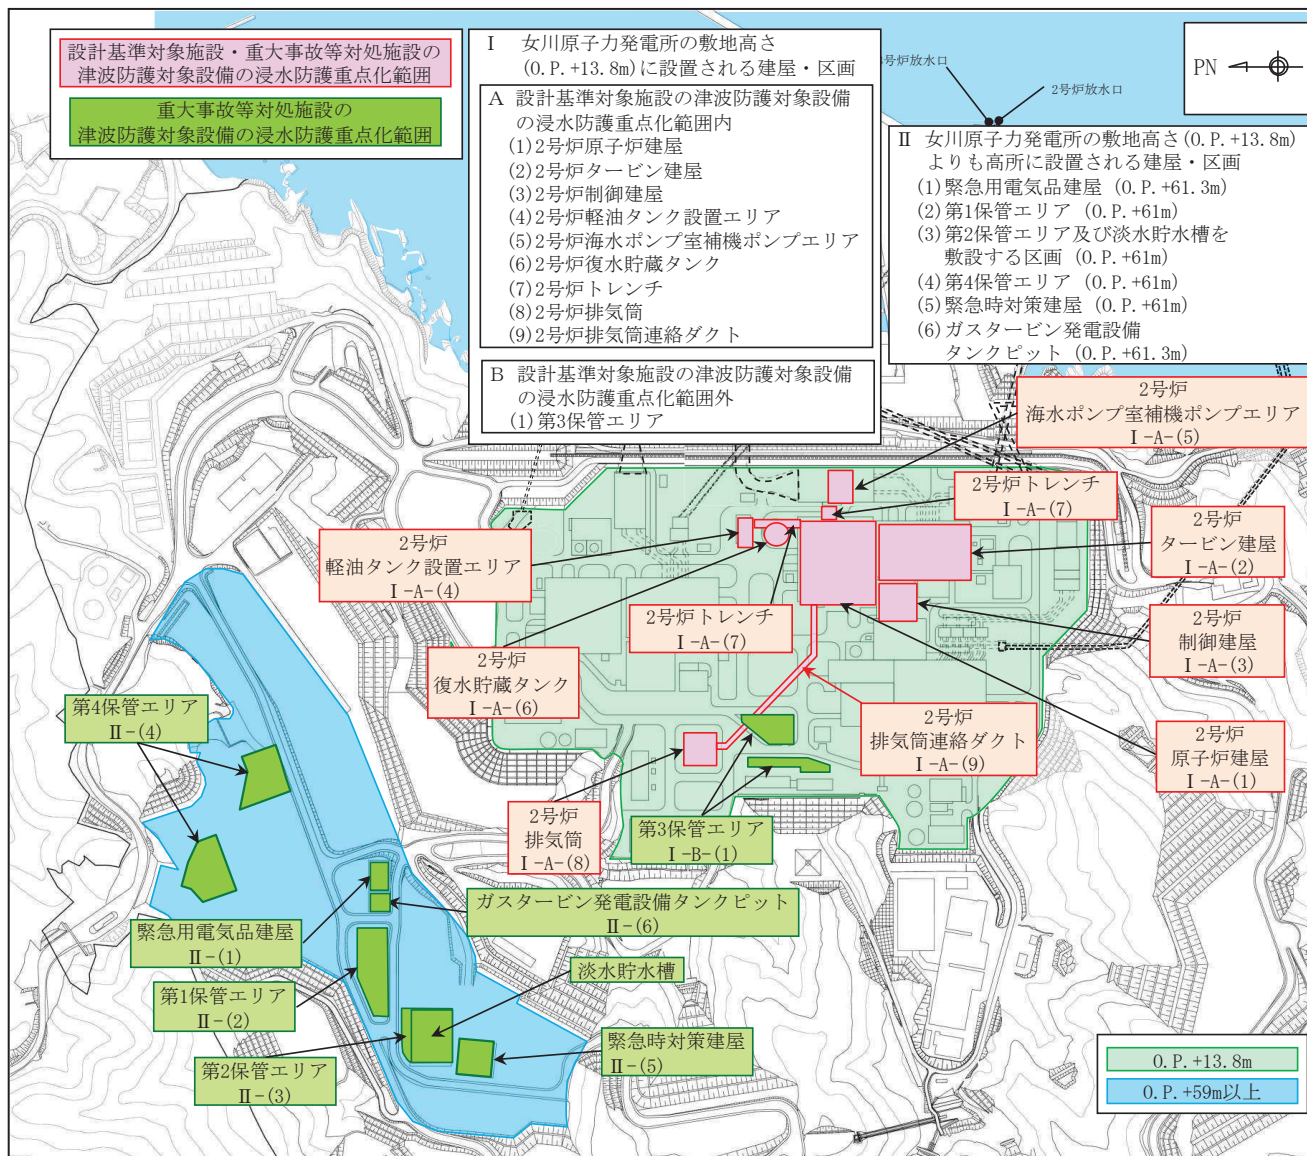 設計基準対象施設・重大事故等対処施設の
津波防護対象設備の浸水防護重点化範囲
重大事故等対処施設の
津波防護対象設備の浸水防護重点化範囲
Ⅰ 女川原子力発電所の敷地高さ
(O.P.+13.8m)に設置される建屋・区画
A 設計基準対象施設の津波防護対象設備
の浸水防護重点化範囲内
(1)2号炉原子炉建屋
(2)2号炉タービン建屋
(3)2号炉制御建屋
(4)2号炉軽油タンク設置エリア
(5)2号炉海水ポンプ室補機ポンプエリア
(6)2号炉復水貯蔵タンク
(7)2号炉トレンチ
(8)2号炉排気筒
(9)2号炉排気筒連絡ダクト
B 設計基準対象施設の津波防護対象設備
の浸水防護重点化範囲外
(1)第3保管エリア
号炉放水口
2号炉放水口
PN
Ⅱ 女川原子力発電所の敷地高さ(O.P.+13.8m)
よりも高所に設置される建屋・区画
(1)緊急用電気品建屋 (O.P.+61.3m)
(2)第1保管エリア (O.P.+61m)
(3)第2保管エリア及び淡水貯水槽を
敷設する区画 (O.P.+61m)
(4)第4保管エリア (O.P.+61m)
(5)緊急時対策建屋 (O.P.+61m)
(6)ガスタービン発電設備
タンクピット (O.P.+61.3m)
2号炉
海水ポンプ室補機ポンプエリア
Ⅰ-A-(5)
2号炉トレンチ
Ⅰ-A-(7)
2号炉
タービン建屋
Ⅰ-A-(2)
2号炉
軽油タンク設置エリア
Ⅰ-A-(4)
2号炉トレンチ
Ⅰ-A-(7)
2号炉
制御建屋
Ⅰ-A-(3)
2号炉
復水貯蔵タンク
Ⅰ-A-(6)
2号炉
排気筒連絡ダクト
Ⅰ-A-(9)
2号炉
原子炉建屋
Ⅰ-A-(1)
第4保管エリア
Ⅱ-(4)
2号炉
排気筒
Ⅰ-A-(8)
第3保管エリア
Ⅰ-B-(1)
ガスタービン発電設備タンクピット
Ⅱ-(6)
緊急用電気品建屋
Ⅱ-(1)
淡水貯水槽
第1保管エリア
Ⅱ-(2)
緊急時対策建屋
Ⅱ-(5)
第2保管エリア
Ⅱ-(3)
O.P.+13.8m
O.P.+59m以上